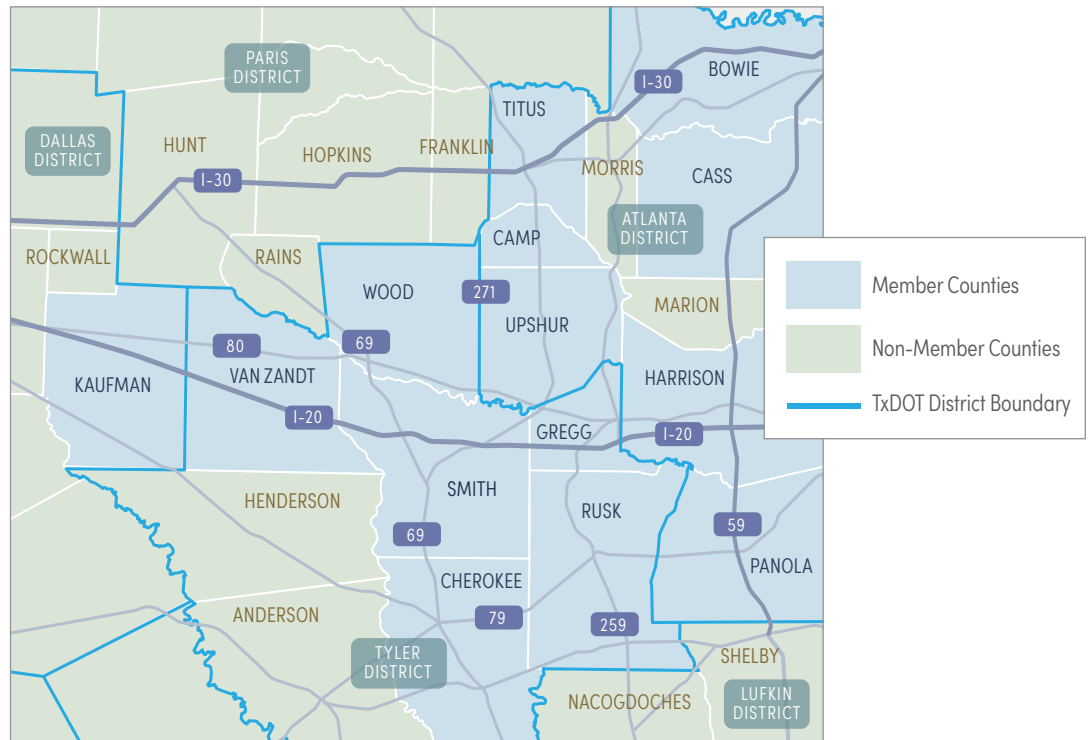 BOWIE
PARIS
DISTRICT
I-30
TITUS
DALLAS
DISTRICT
HUNT
HOPKINS
FRANKLIN
MORRIS
CASS
I-30
ATLANTA
DISTRICT
CAMP
ROCKWALL
RAINS
WOOD
271
MARION
UPSHUR
80
69
VAN ZANDT
KAUFMAN
HARRISON
I-20
GREGG
I-20
SMITH
HENDERSON
RUSK
69
59
PANOLA
CHEROKEE
ANDERSON
79
259
TYLER
DISTRICT
SHELBY
NACOGDOCHES
LUFKIN
DISTRICT
Member Counties
Non-Member Counties
TxDOT District Boundary